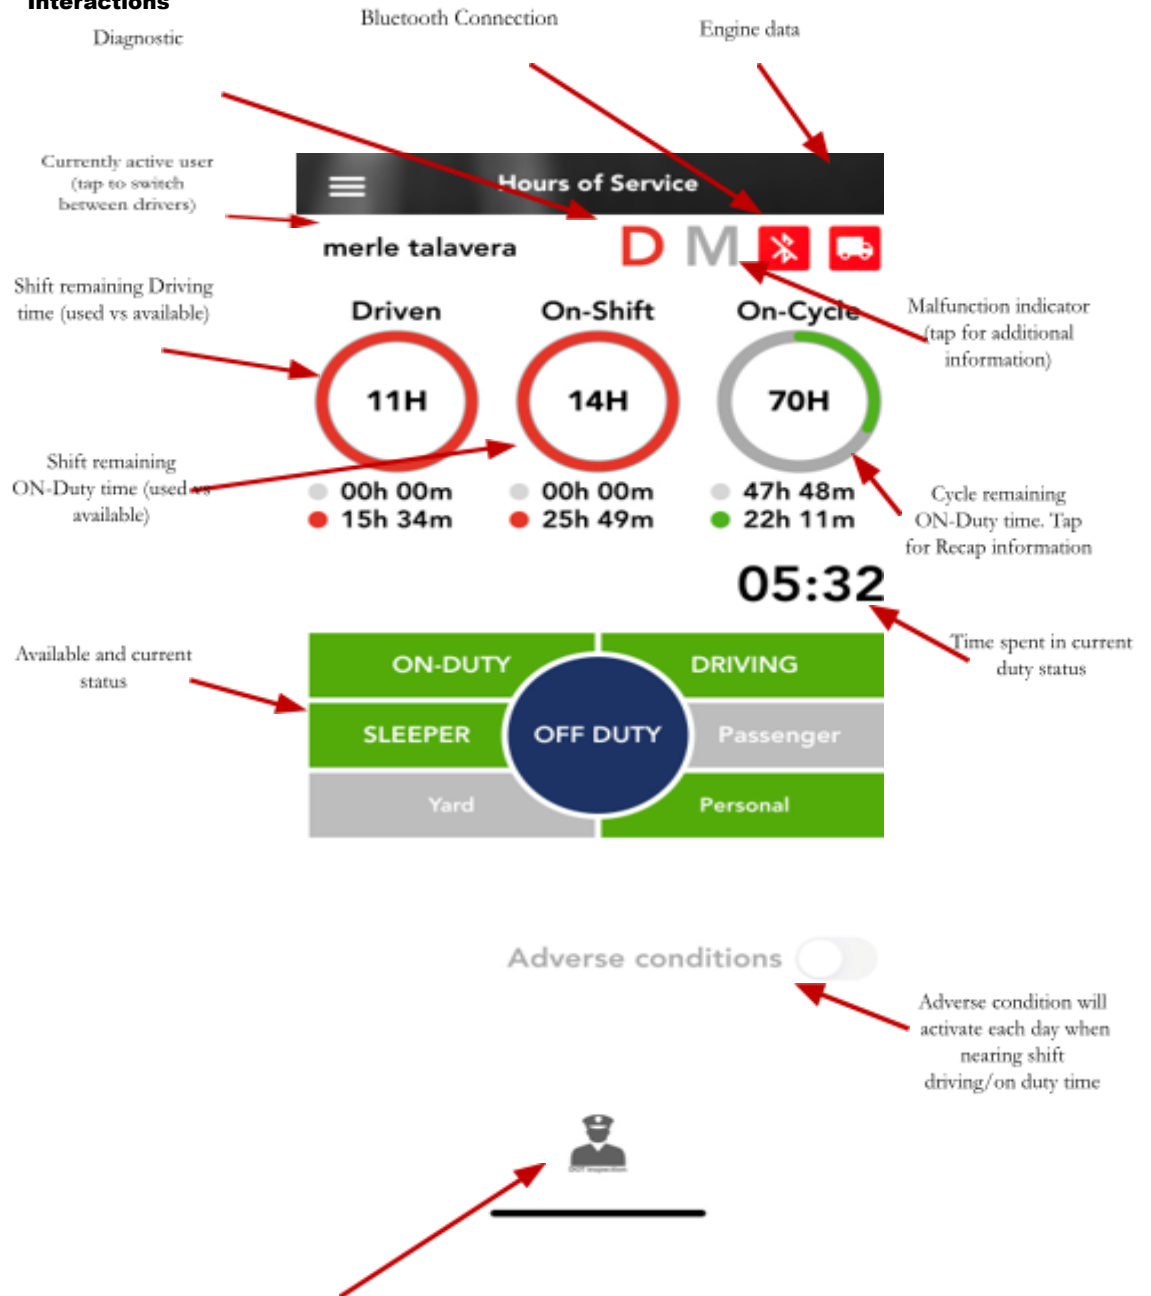 Interactions
Diagnostic
Bluetooth Connection
Engine data
Currently active user
(tap to switch
between drivers)
Hours of Service
merle talavera
D M
Shift remaining Driving
time (used vs available)
Malfunction indicator
(tap for additional
information)
Driven
On-Shift
On-Cycle
11H
14H
70H
Shift remaining
ON-Duty time (used vs
available)
00h 00m
15h 34m
00h 00m
25h 49m
47h 48m
22h 11m
Cycle remaining
ON-Duty time. Tap
for Recap information
05:32
Time spent in current
duty status
Available and current
status
ON-DUTY
DRIVING
SLEEPER
OFF DUTY
Passenger
Yard
Personal
Adverse conditions
Adverse condition will
activate each day when
nearing shift
driving/on duty time
DOT Inspection